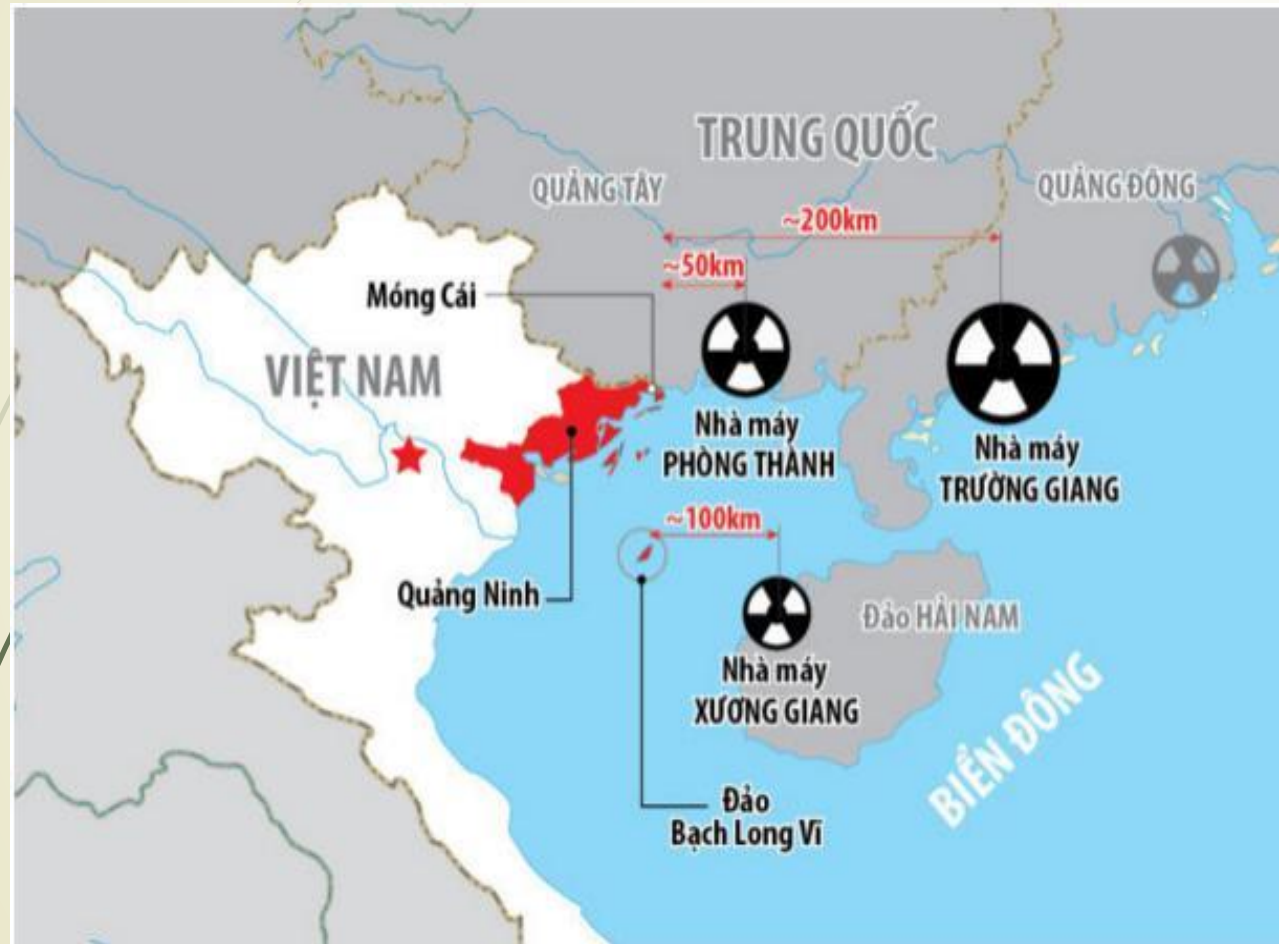 TRUNG QUỐC
QUẢNG TÂY
QUẢNG ĐÔNG
~200km
~50km
Móng Cái
VIỆT NAM
Nhà máy
PHÒNG THÀNH
Nhà máy
TRƯỜNG GIANG
~100km
Quảng Ninh
Đảo HẢI NAM
Nhà máy
XƯƠNG GIANG
BIỂN ĐÔNG
Đảo
Bạch Long Vĩ